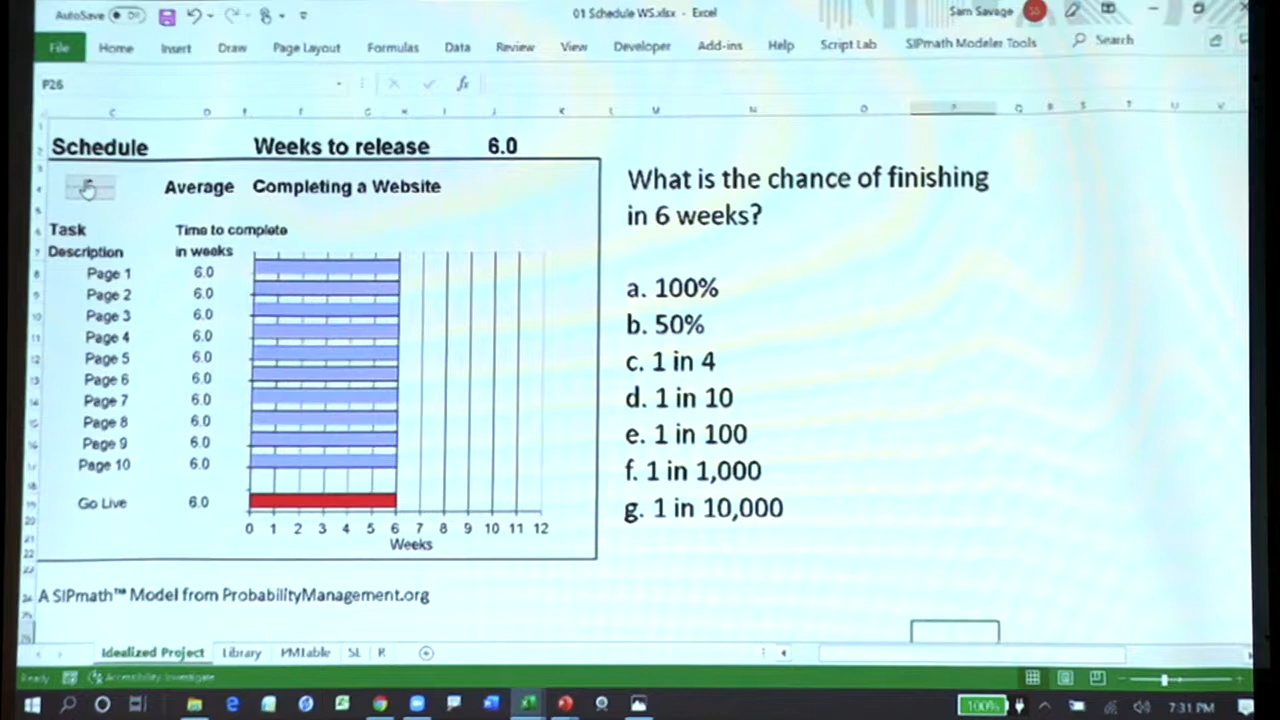 AutoSave Off 01 Schedule WS.xlsx - Excel Sam Savage
File Home Insert Draw Page Layout Formulas Data Review View Developer Add-ins Help Script Lab SIPmath Modeler Tools Search
P26 fx
Schedule Weeks to release 6.0
Average Completing a Website
Task Time to complete
Description in weeks
Page 1 6.0
Page 2 6.0
Page 3 6.0
Page 4 6.0
Page 5 6.0
Page 6 6.0
Page 7 6.0
Page 8 6.0
Page 9 6.0
Page 10 6.0
Go Live 6.0
0 1 2 3 4 5 6 7 8 9 10 11 12
Weeks
A SIPmath™ Model from ProbabilityManagement.org
What is the chance of finishing
in 6 weeks?
a. 100%
b. 50%
c. 1 in 4
d. 1 in 10
e. 1 in 100
f. 1 in 1,000
g. 1 in 10,000
Idealized Project Library PMTable SL R
Ready Accessibility: Investigate
100% 7:31 PM